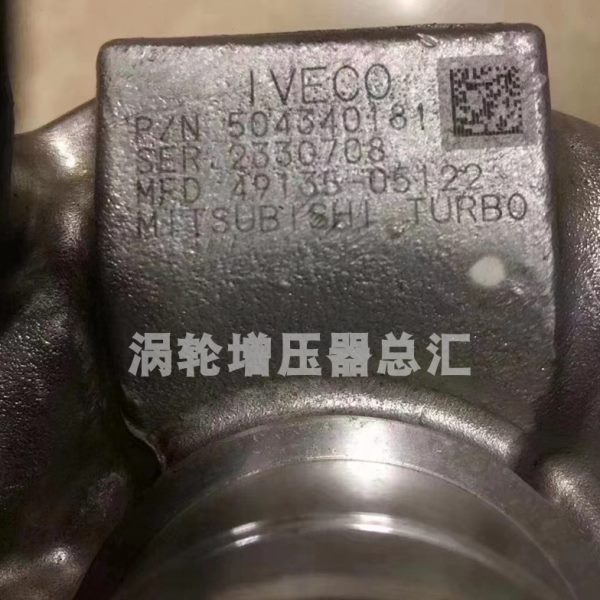 IVECO
P/N 504340181
SER. 2330708
MFD 49135-05122
MITSUBISHI TURBO
涡轮增压器总汇